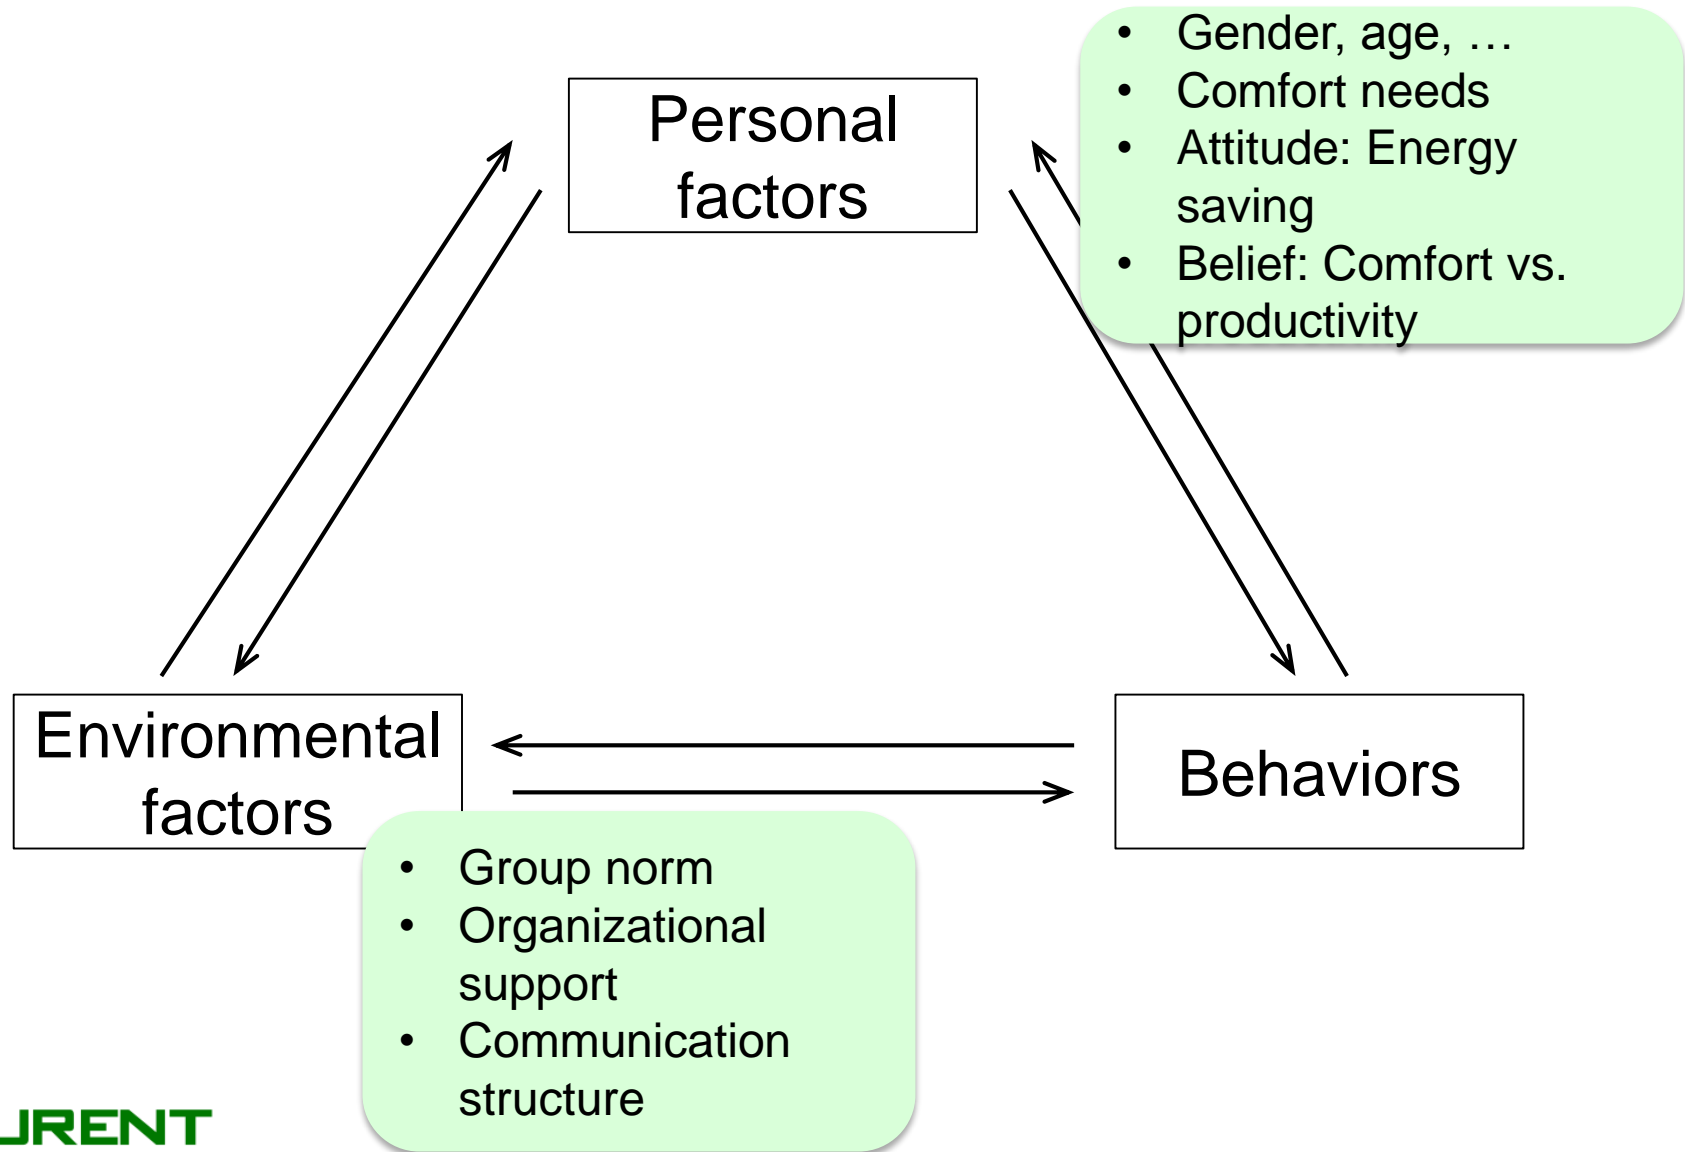 Personal
factors
• Gender, age, …
• Comfort needs
• Attitude: Energy
saving
• Belief: Comfort vs.
productivity
Environmental
factors
Behaviors
• Group norm
• Organizational
support
• Communication
structure
URENT